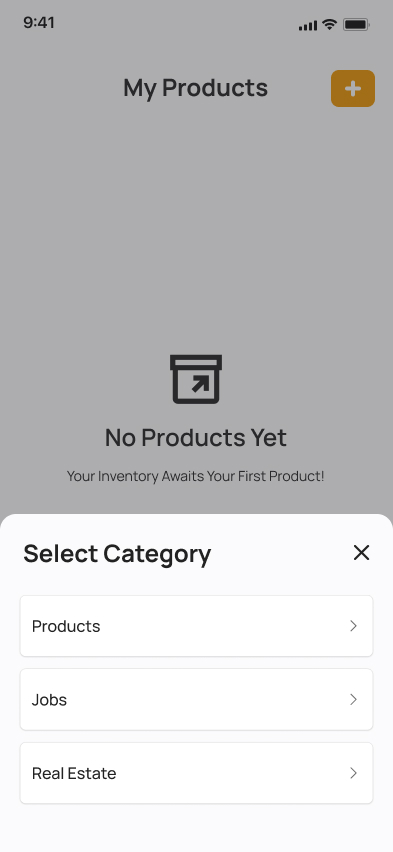 9:41
My Products
No Products Yet
Your Inventory Awaits Your First Product!
Select Category
Products
Jobs
Real Estate